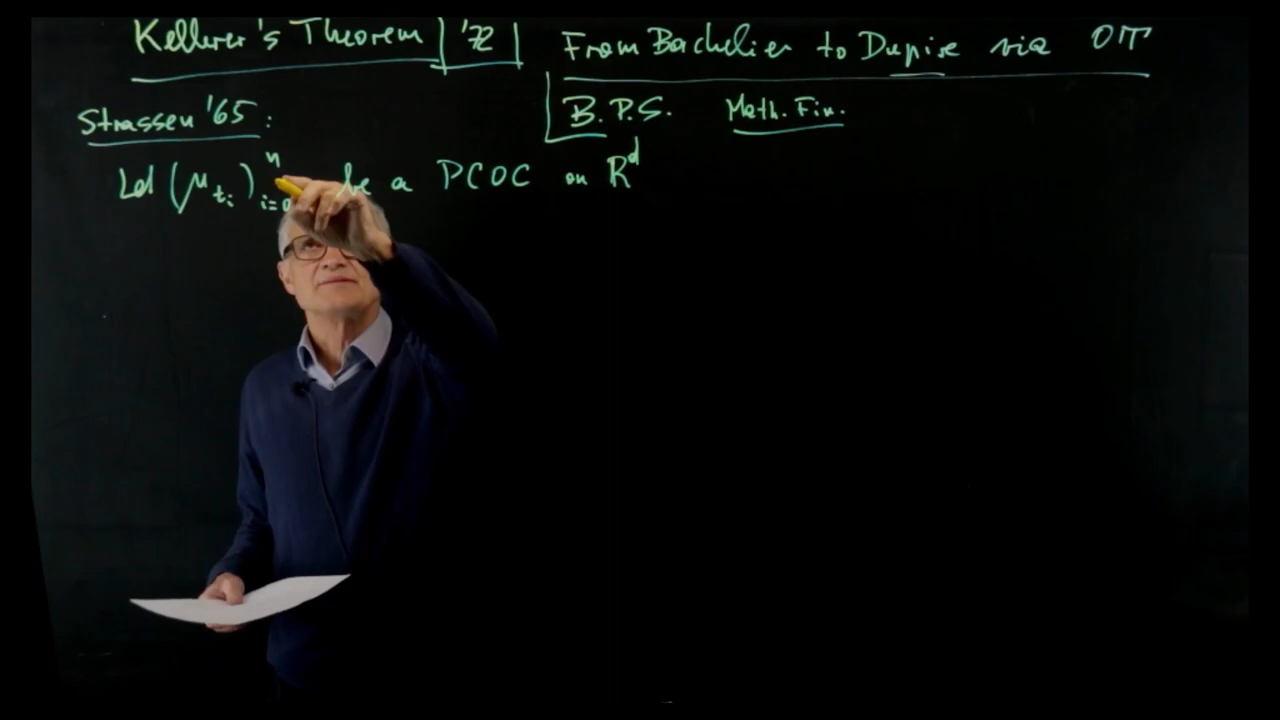 Kellerer's Theorem '72
From Bachelier to Dupire via OT
B.P.S. Math. Fin.
Strassen '65:
Let (μ_{t_i})_{i=0}^n be a PCOC on R^d